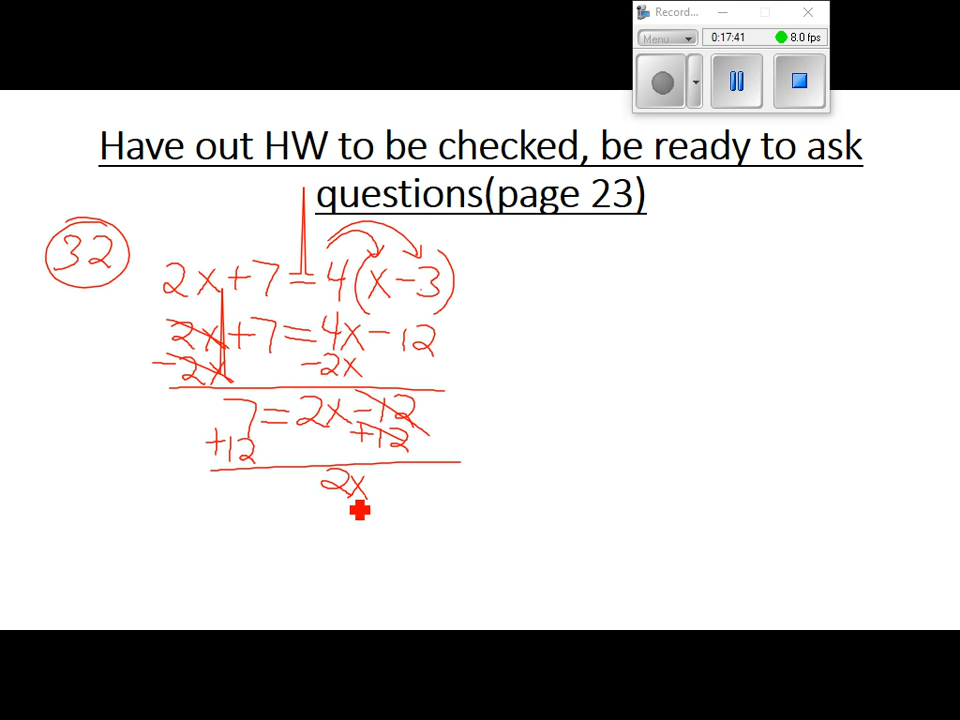 Record...
Menu 0:17:41 8.0 fps
Have out HW to be checked, be ready to ask
questions(page 23)
32
2x+7=4(x-3)
2x+7=4x-12
-2x -2x
7=2x-12
+12 +12
2x